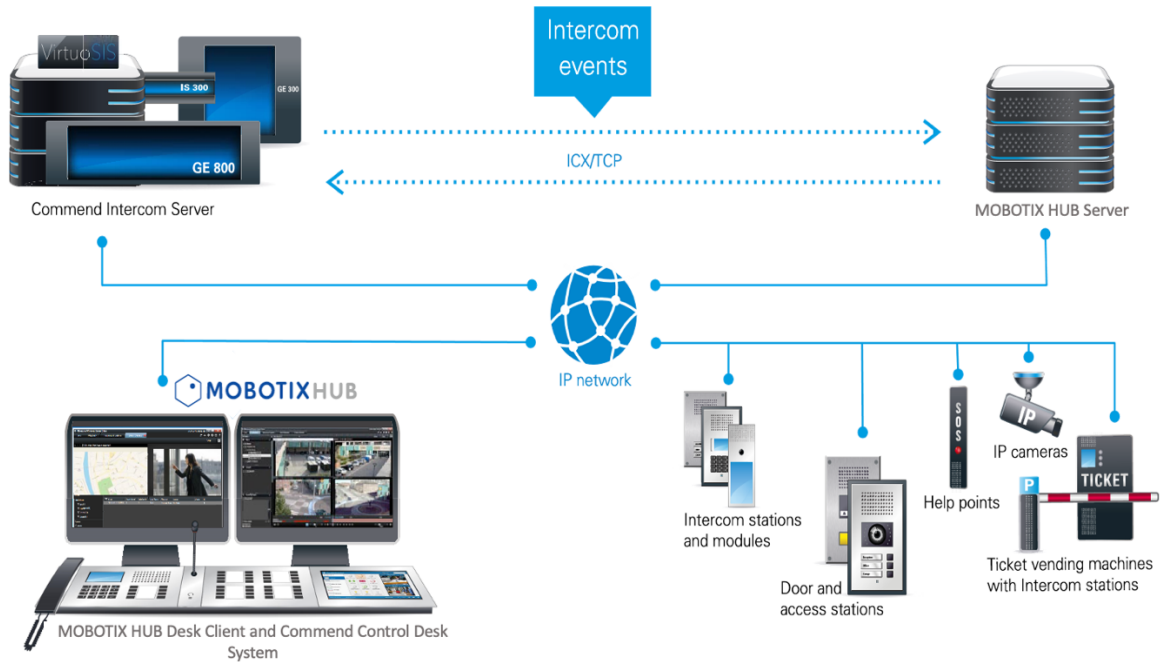 Intercom
events
VirtuoSIS
IS 300
GE 300
GE 800
ICX/TCP
Commend Intercom Server
MOBOTIX HUB Server
IP network
MOBOTIX HUB
SOS
IP
IP cameras
TICKET
P
Help points
Intercom stations
and modules
Ticket vending machines
with Intercom stations
Door and
access stations
MOBOTIX HUB Desk Client and Commend Control Desk
System